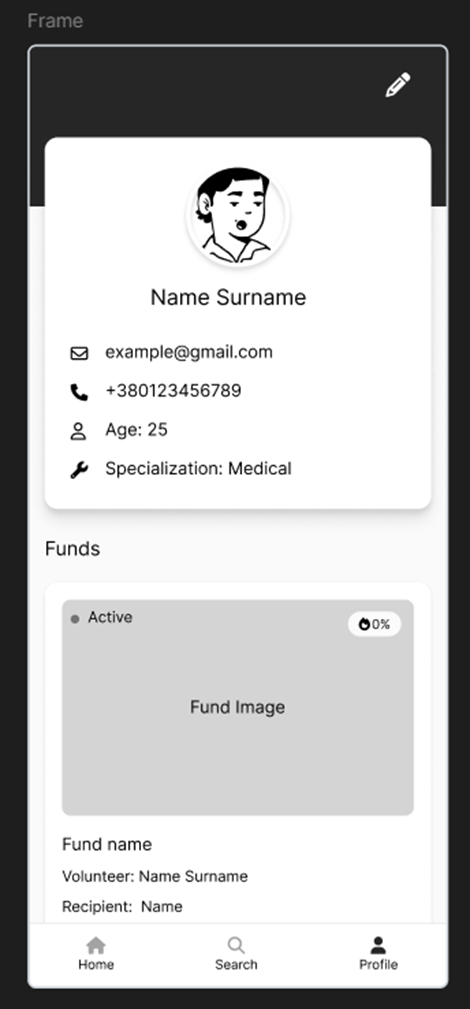 Frame
Name Surname
example@gmail.com
+380123456789
Age: 25
Specialization: Medical
Funds
Active
0%
Fund Image
Fund name
Volunteer: Name Surname
Recipient: Name
Home
Search
Profile